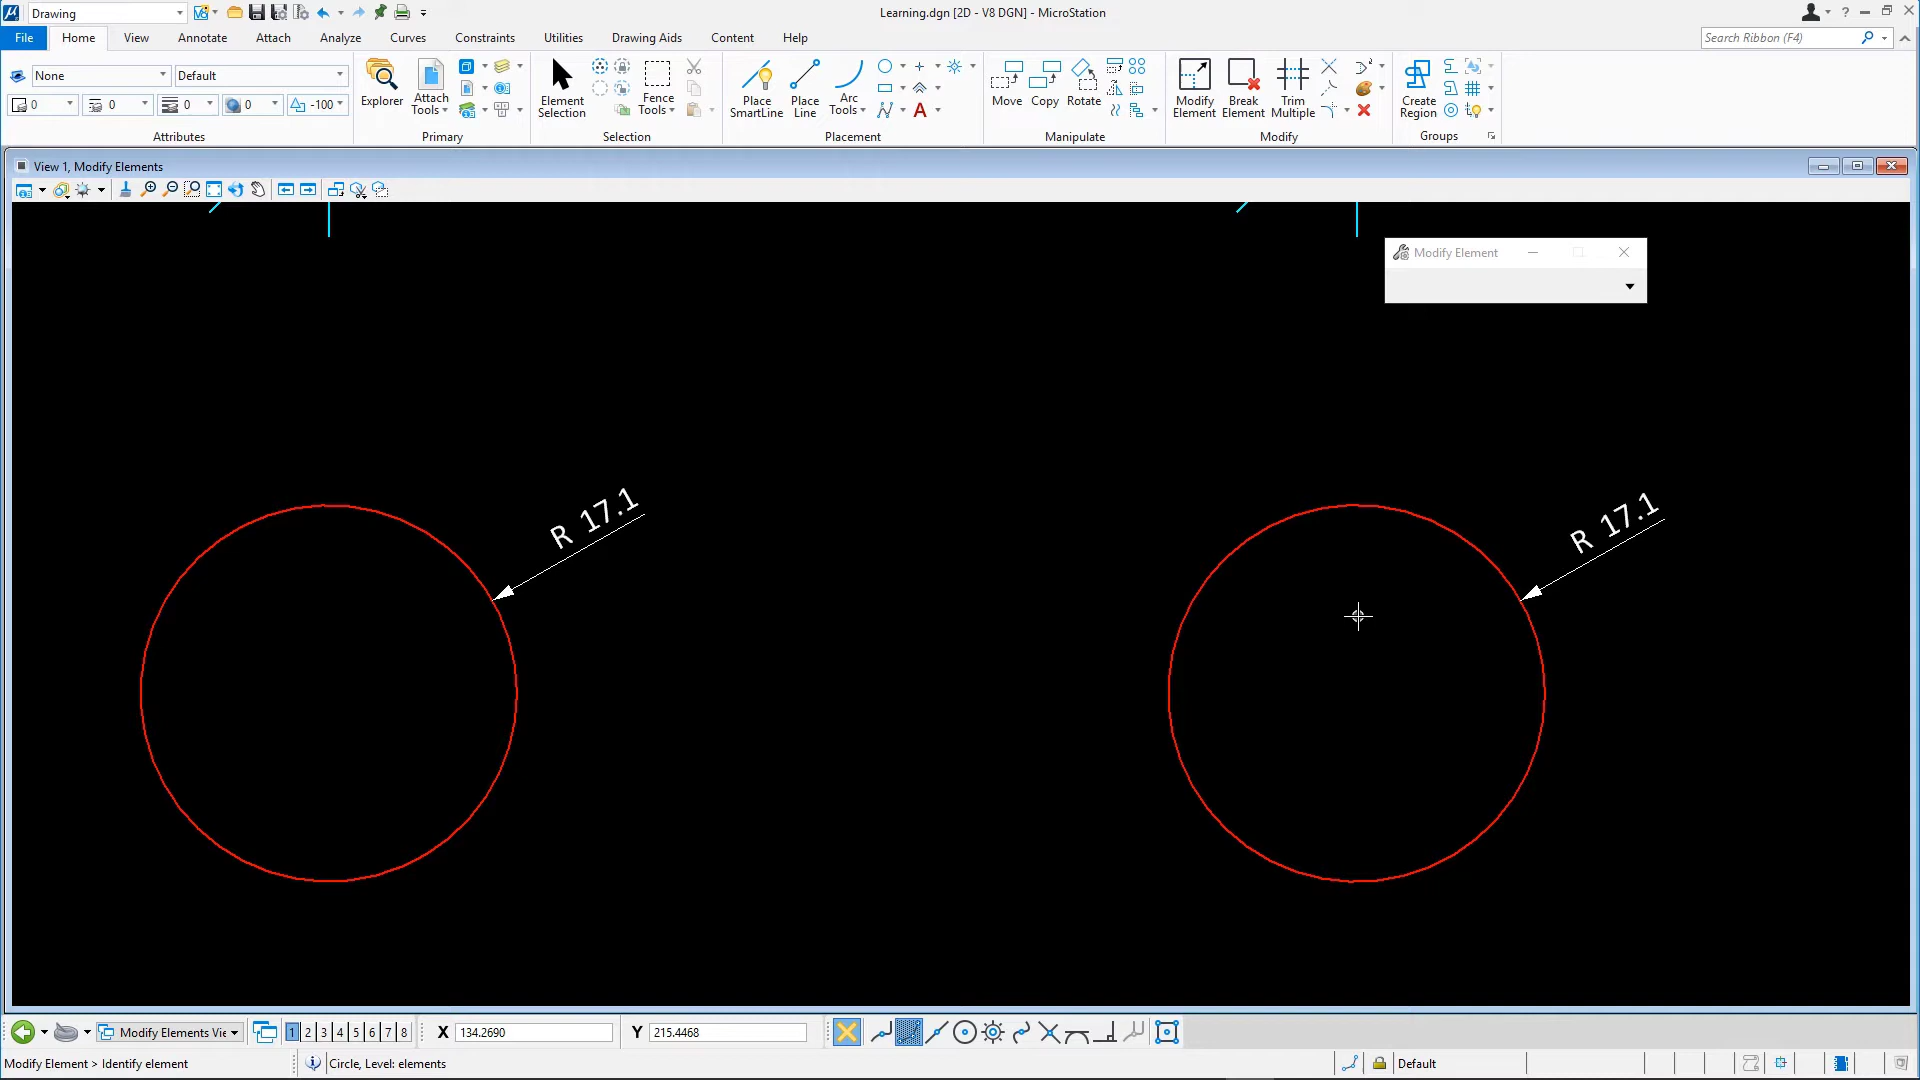 Drawing
Learning.dgn [2D - V8 DGN] - MicroStation
File
Home
View
Annotate
Attach
Analyze
Curves
Constraints
Utilities
Drawing Aids
Content
Help
Search Ribbon (F4)
None
Default
0
0
0
0
-100
Attributes
Explorer
Attach Tools
Primary
Element Selection
Fence Tools
Selection
Place SmartLine
Place Line
Arc Tools
Placement
Move
Copy
Rotate
Manipulate
Modify Element
Break Element
Trim Multiple
Modify
Create Region
Groups
View 1, Modify Elements
Modify Element
R 17.1
R 17.1
Modify Elements Vie
1 2 3 4 5 6 7 8
X 134.2690
Y 215.4468
Modify Element > Identify element
Circle, Level: elements
Default